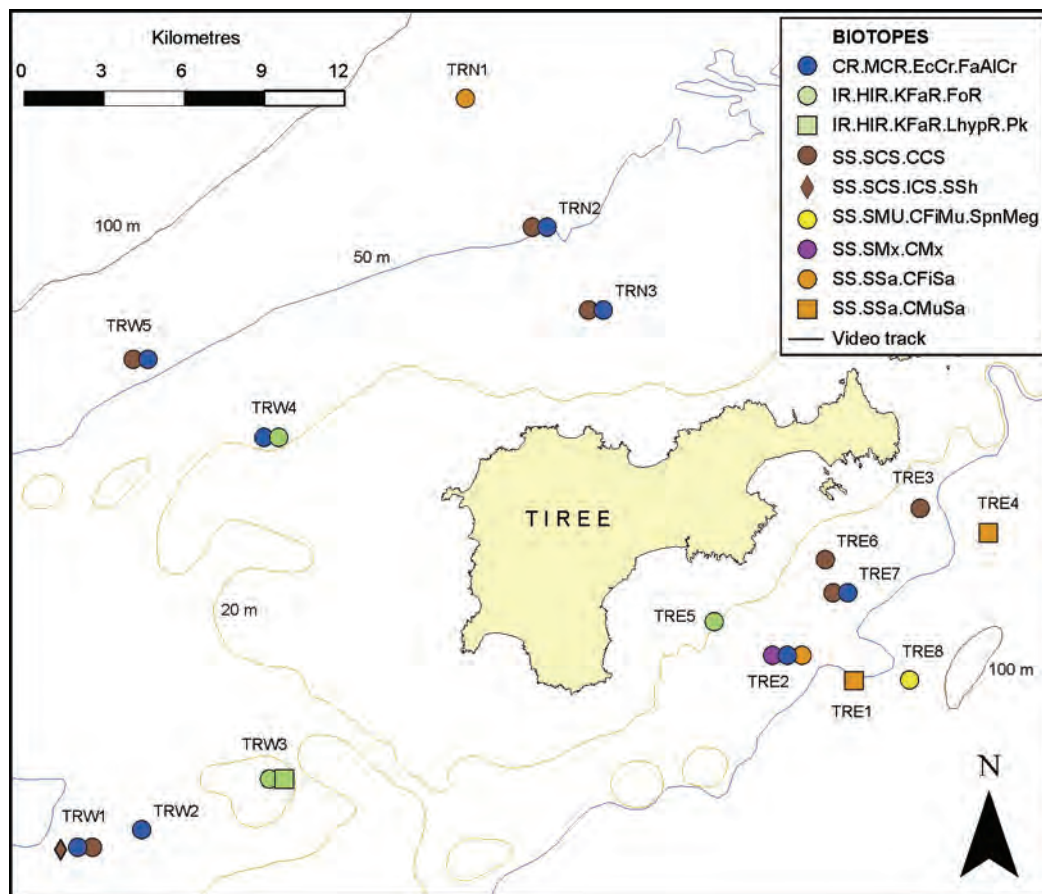 Kilometres
0 3 6 9 12
TRN1
BIOTOPES
CR.MCR.EcCr.FaAlCr
IR.HIR.KFaR.FoR
IR.HIR.KFaR.LhypR.Pk
SS.SCS.CCS
SS.SCS.ICS.SSh
SS.SMU.CFiMu.SpnMeg
SS.SMx.CMx
SS.SSa.CFiSa
SS.SSa.CMuSa
Video track
100 m
TRN2
50 m
TRN3
TRW5
TRW4
TIREE
TRE3
TRE4
TRE6
TRE7
20 m
TRE5
TRE8
100 m
TRE2
TRE1
TRW3
N
TRW1
TRW2